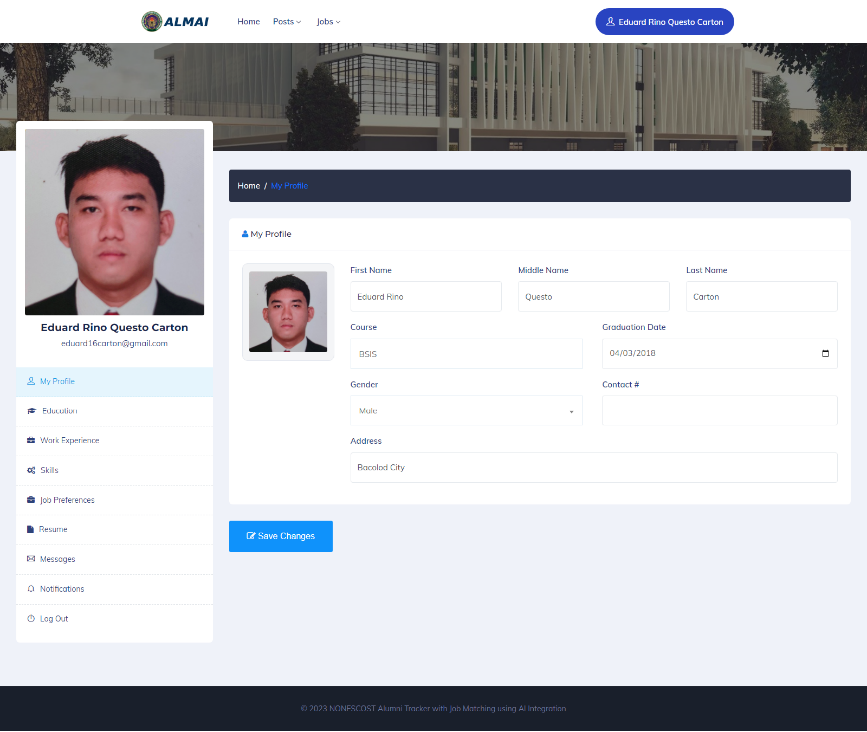 ALMAI
Home Posts Jobs
Eduard Rino Questo Carton
Home / My Profile
My Profile
First Name Middle Name Last Name
Eduard Rino Questo Carton
Course Graduation Date
BSIS 04/03/2018
Gender Contact #
Male
Address
Bacolod City
Save Changes
Eduard Rino Questo Carton
eduard16carton@gmail.com
My Profile
Education
Work Experience
Skills
Job Preferences
Resume
Messages
Notifications
Log Out
© 2023 NONESCOST Alumni Tracker with Job Matching using AI Integration